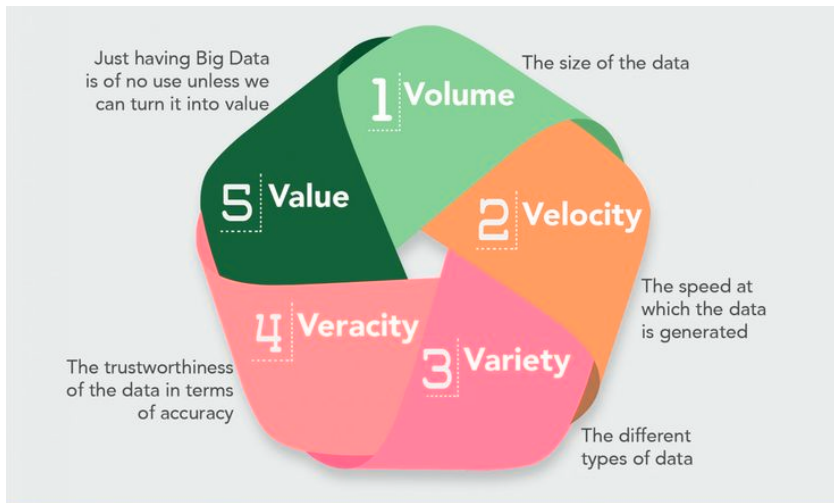 1 Volume
The size of the data
2 Velocity
The speed at
which the data
is generated
3 Variety
The different
types of data
4 Veracity
The trustworthiness
of the data in terms
of accuracy
5 Value
Just having Big Data
is of no use unless we
can turn it into value